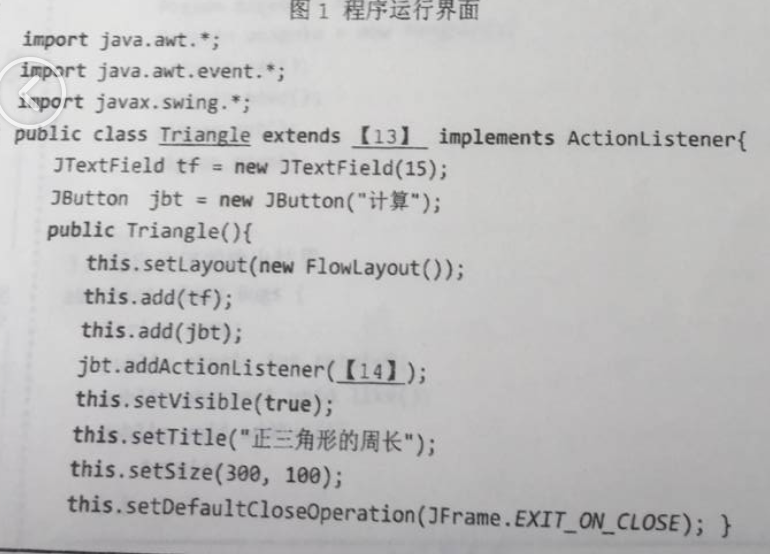 图 1 程序运行界面
import java.awt.*;
import java.awt.event.*;
import javax.swing.*;
public class Triangle extends 【13】 implements ActionListener{
JTextField tf = new JTextField(15);
JButton jbt = new JButton("计算");
public Triangle(){
this.setLayout(new FlowLayout());
this.add(tf);
this.add(jbt);
jbt.addActionListener(【14】);
this.setVisible(true);
this.setTitle("正三角形的周长");
this.setSize(300, 100);
this.setDefaultCloseOperation(JFrame.EXIT_ON_CLOSE); }